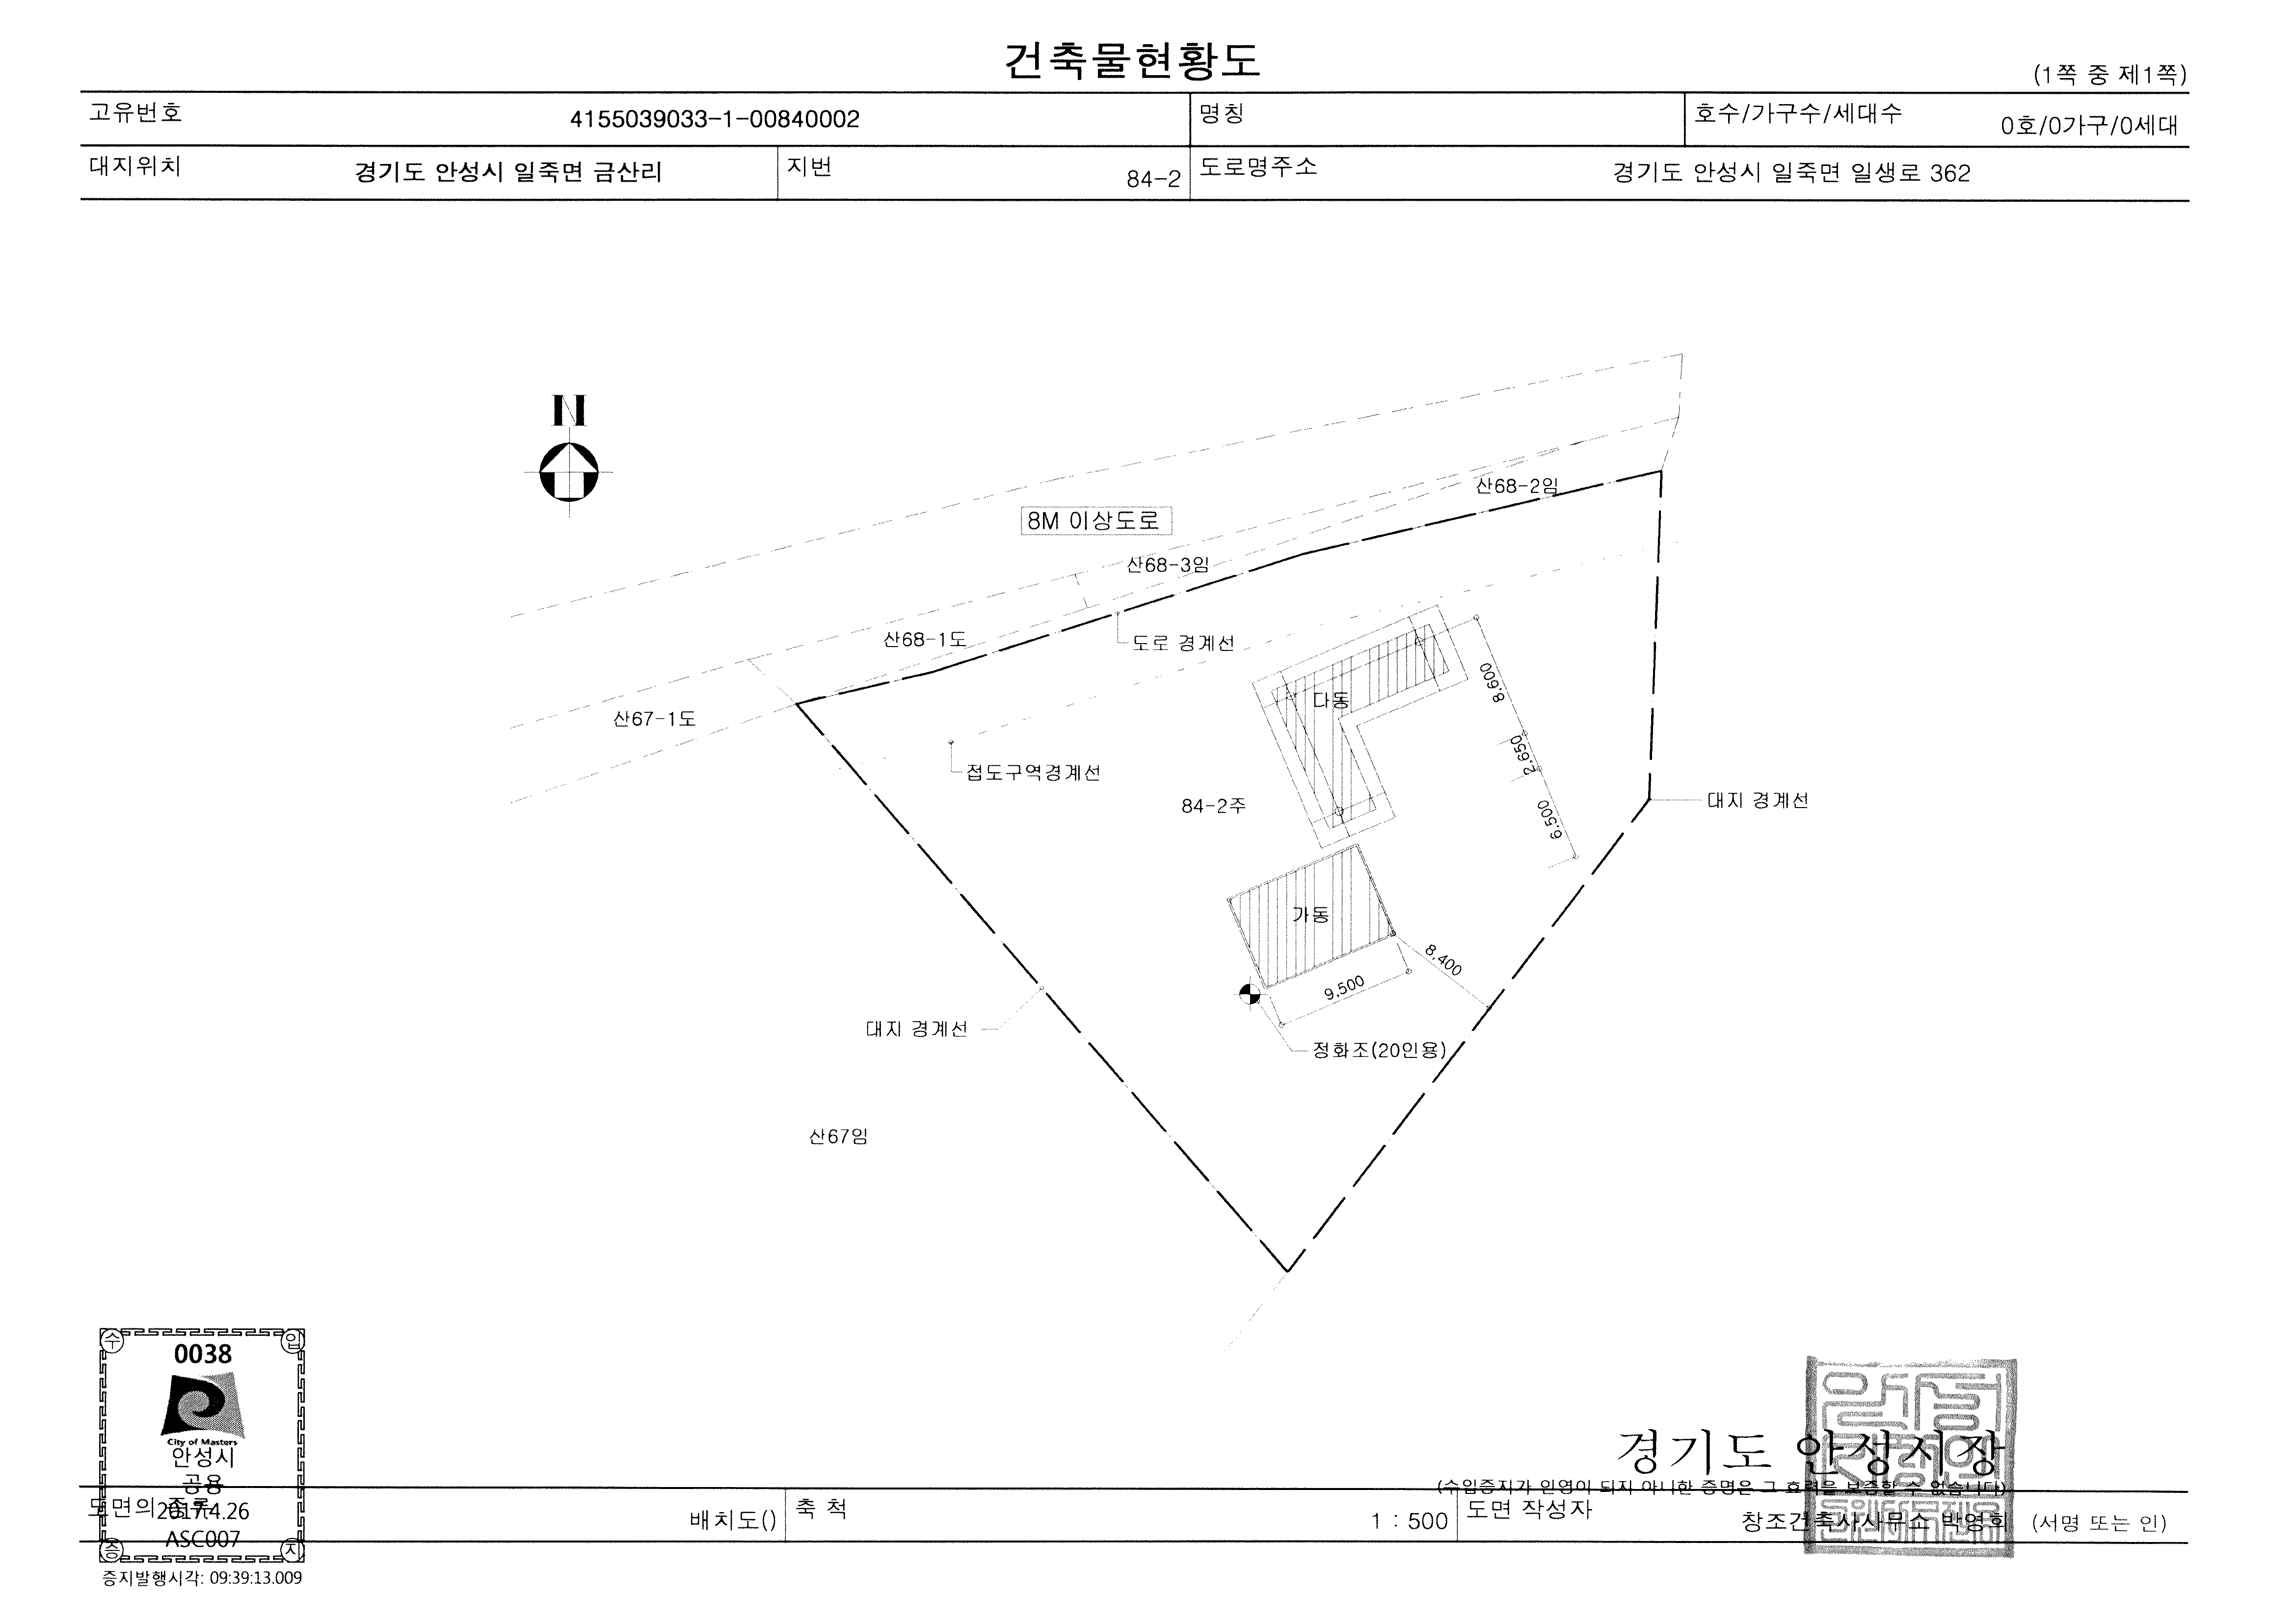 건축물현황도
(1쪽 중 제1쪽)
고유번호 4155039033-1-00840002 명칭 호수/가구수/세대수 0호/0가구/0세대
대지위치 경기도 안성시 일죽면 금산리 지번 84-2 도로명주소 경기도 안성시 일죽면 일생로 362
N
산68-2임
8M 이상도로
산68-3임
산68-1도
도로 경계선
산67-1도
다동
8,600
2,650
6,500
접도구역경계선
84-2주
대지 경계선
가동
8,400
9,500
대지 경계선
정화조(20인용)
산67임
수 입
0038
City of Masters
안성시
공용
2017.4.26
ASC007
증 지
증지발행시각: 09:39:13.009
경기도 안성시장
(수입증지가 인영이 되지 아니한 증명은 그 효력을 보증할 수 없습니다)
도면의 종류 배치도() 축 척 1 : 500 도면 작성자 창조건축사사무소 박영회 (서명 또는 인)